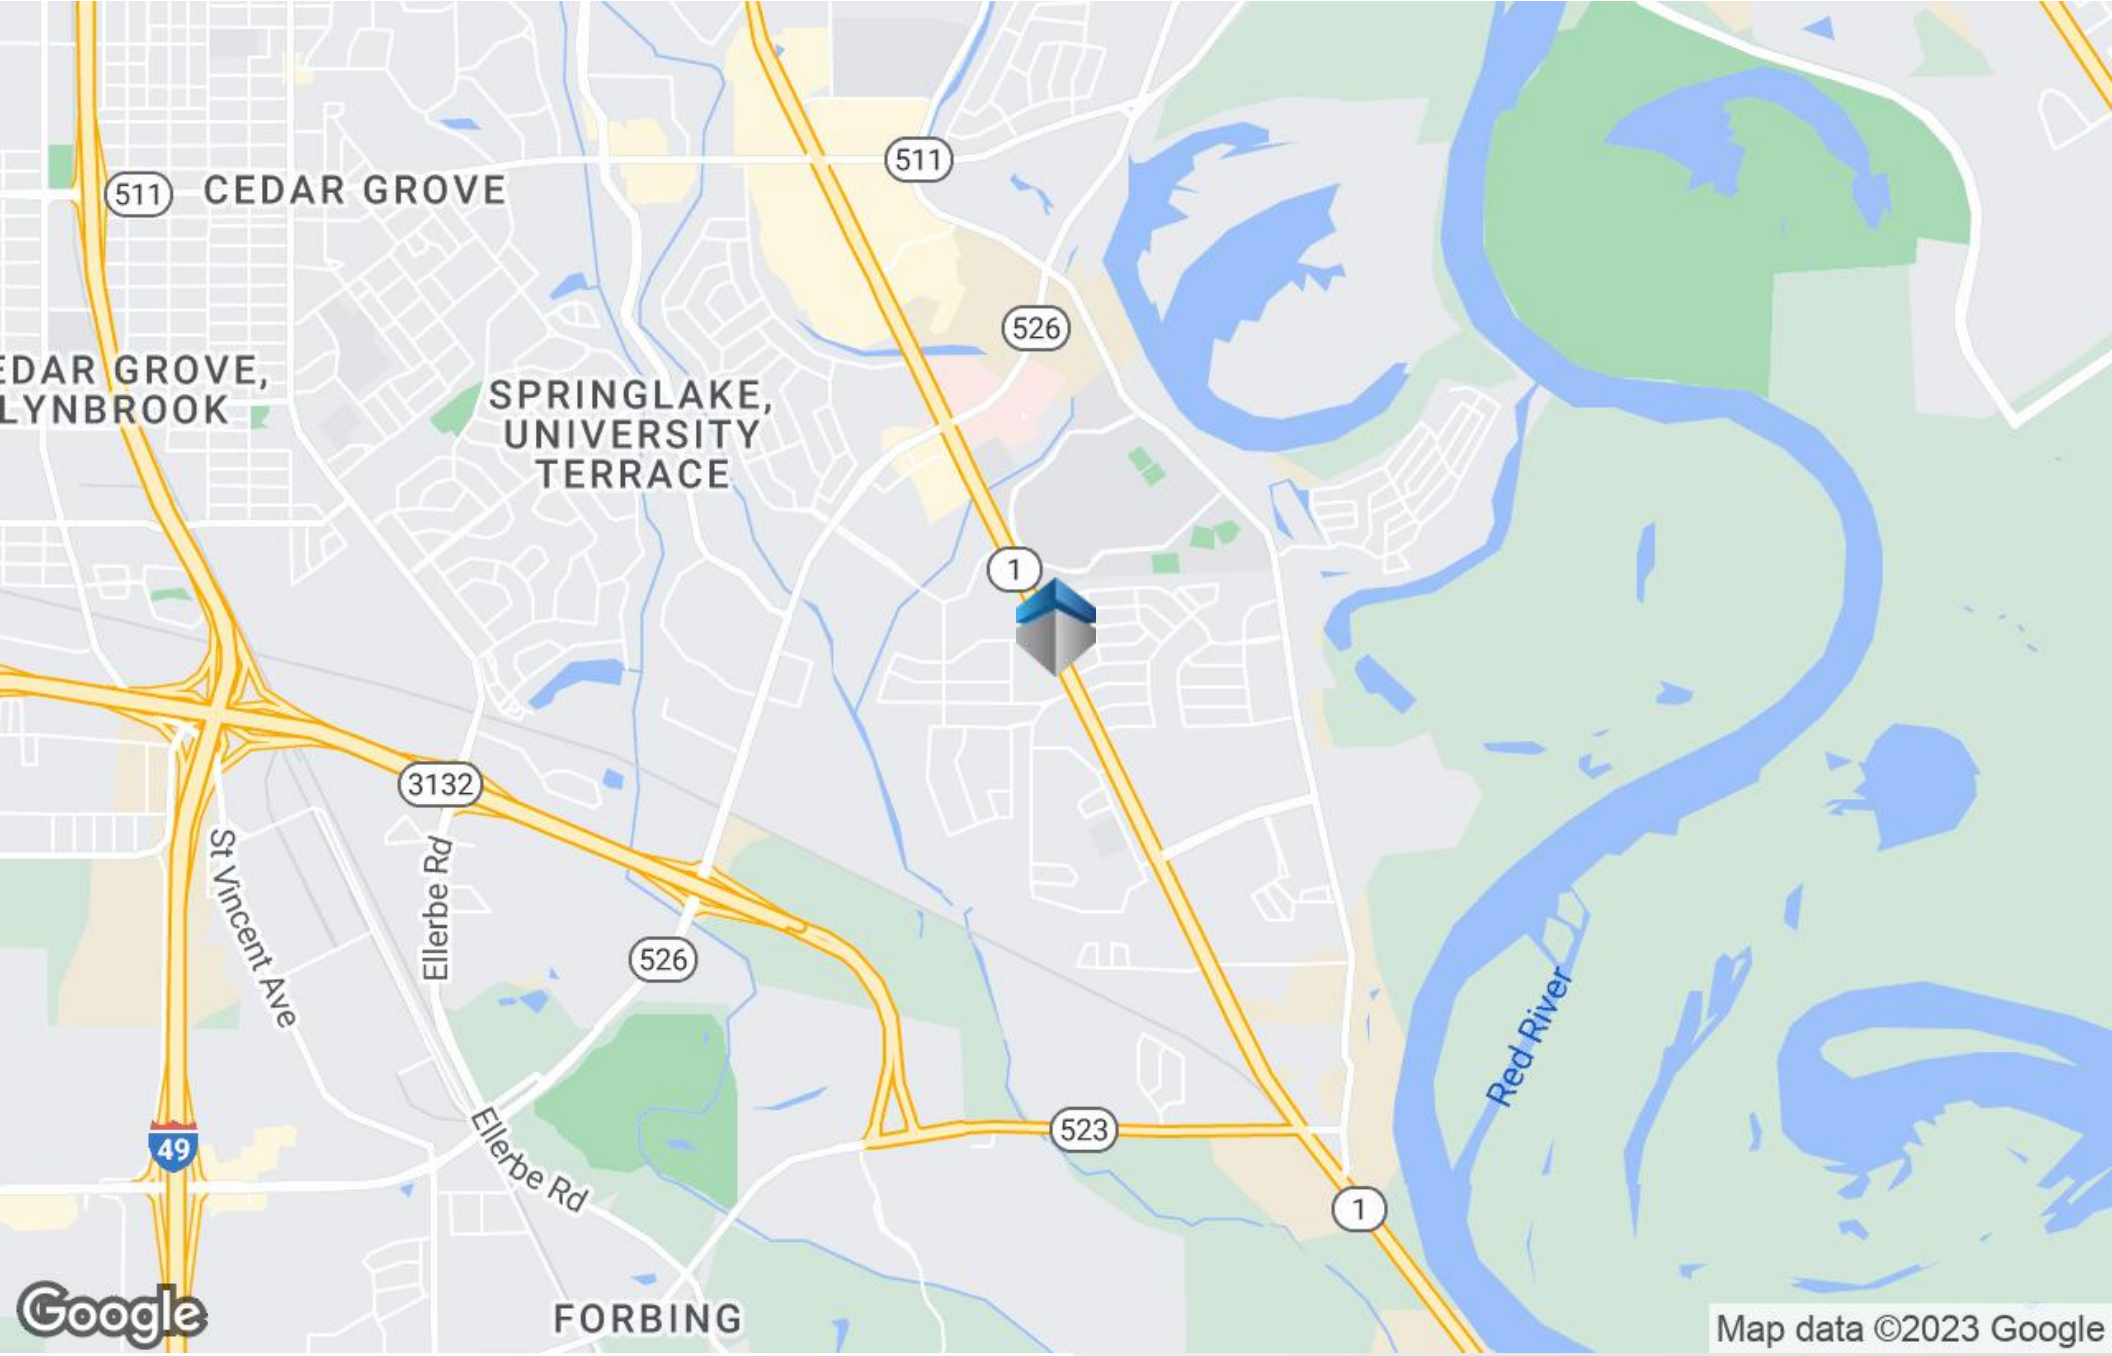 511
511
CEDAR GROVE
526
EDAR GROVE,
LYNBROOK
SPRINGLAKE,
UNIVERSITY
TERRACE
1
3132
St Vincent Ave
Ellerbe Rd
526
Red River
49
Ellerbe Rd
523
1
Google
FORBING
Map data ©2023 Google